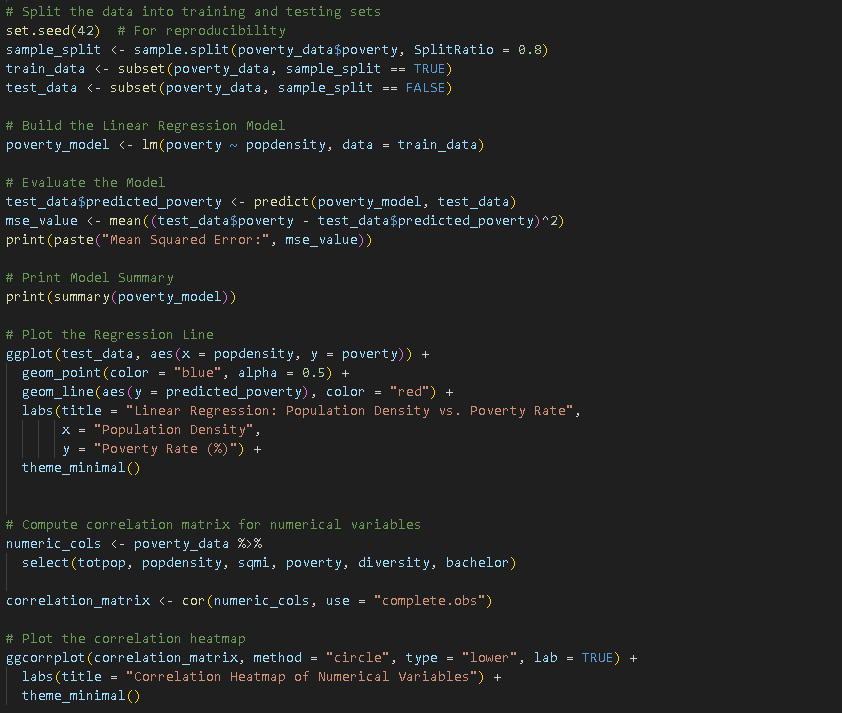 # Split the data into training and testing sets
set.seed(42)  # For reproducibility
sample_split <- sample.split(poverty_data$poverty, SplitRatio = 0.8)
train_data <- subset(poverty_data, sample_split == TRUE)
test_data <- subset(poverty_data, sample_split == FALSE)

# Build the Linear Regression Model
poverty_model <- lm(poverty ~ popdensity, data = train_data)

# Evaluate the Model
test_data$predicted_poverty <- predict(poverty_model, test_data)
mse_value <- mean((test_data$poverty - test_data$predicted_poverty)^2)
print(paste("Mean Squared Error:", mse_value))

# Print Model Summary
print(summary(poverty_model))

# Plot the Regression Line
ggplot(test_data, aes(x = popdensity, y = poverty)) +
  geom_point(color = "blue", alpha = 0.5) +
  geom_line(aes(y = predicted_poverty), color = "red") +
  labs(title = "Linear Regression: Population Density vs. Poverty Rate",
       x = "Population Density",
       y = "Poverty Rate (%)") +
  theme_minimal()

# Compute correlation matrix for numerical variables
numeric_cols <- poverty_data %>%
  select(totpop, popdensity, sqmi, poverty, diversity, bachelor)

correlation_matrix <- cor(numeric_cols, use = "complete.obs")

# Plot the correlation heatmap
ggcorrplot(correlation_matrix, method = "circle", type = "lower", lab = TRUE) +
  labs(title = "Correlation Heatmap of Numerical Variables") +
  theme_minimal()